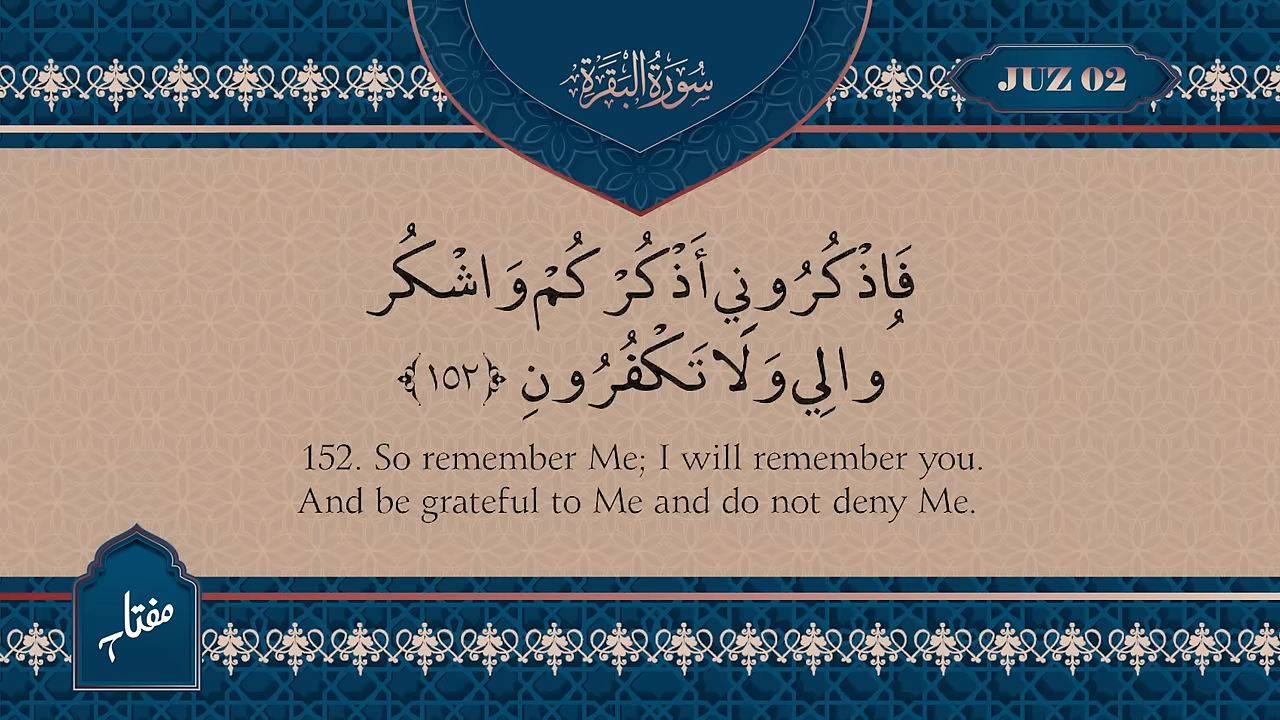 سُورَةُ البَقَرَةِ
JUZ 02
فَاذْكُرُونِي أَذْكُرْكُمْ وَاشْكُر
ُوا لِي وَلَا تَكْفُرُونِ ﴿١٥٢﴾
152. So remember Me; I will remember you.
And be grateful to Me and do not deny Me.
مفتاح